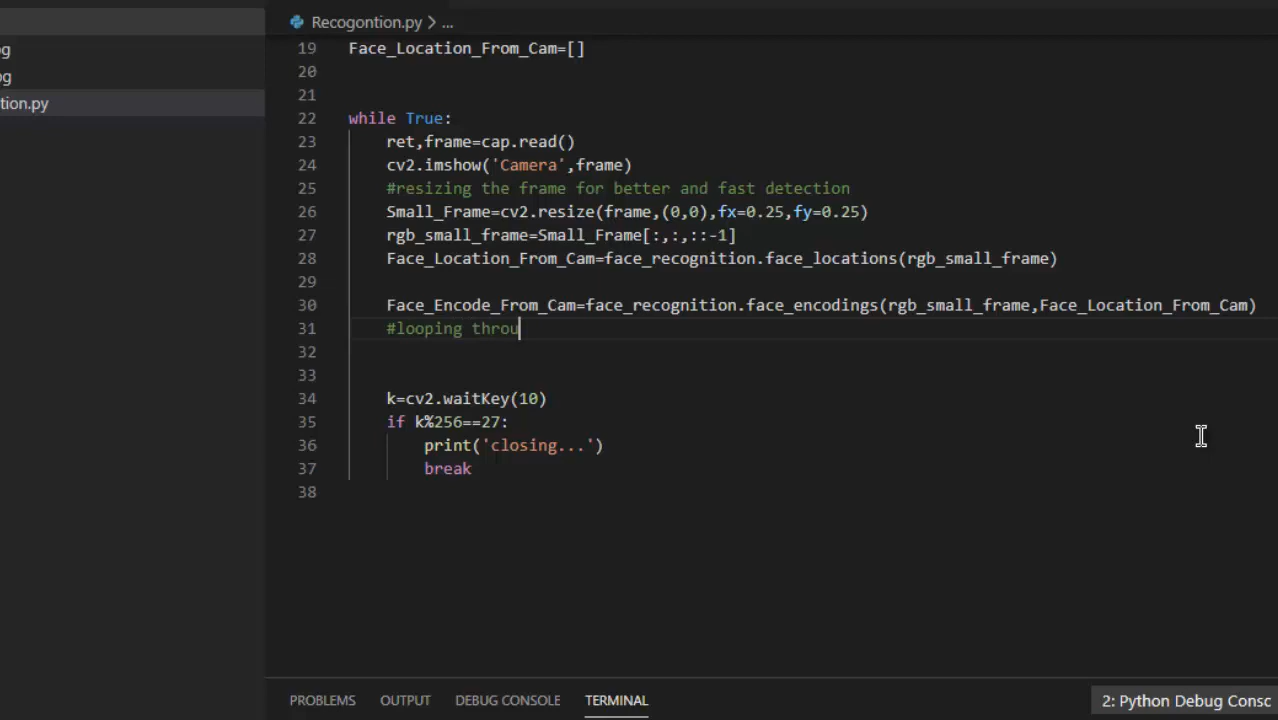 Recogontion.py > ...
g
19 Face_Location_From_Cam=[]
20
og
21
tion.py
22 while True:
23 ret,frame=cap.read()
24 cv2.imshow('Camera',frame)
25 #resizing the frame for better and fast detection
26 Small_Frame=cv2.resize(frame,(0,0),fx=0.25,fy=0.25)
27 rgb_small_frame=Small_Frame[:,:,::-1]
28 Face_Location_From_Cam=face_recognition.face_locations(rgb_small_frame)
29
30 Face_Encode_From_Cam=face_recognition.face_encodings(rgb_small_frame,Face_Location_From_Cam)
31 #looping throu
32
33
34 k=cv2.waitKey(10)
35 if k%256==27:
36 print('closing...')
37 break
38
PROBLEMS OUTPUT DEBUG CONSOLE TERMINAL 2: Python Debug Consc